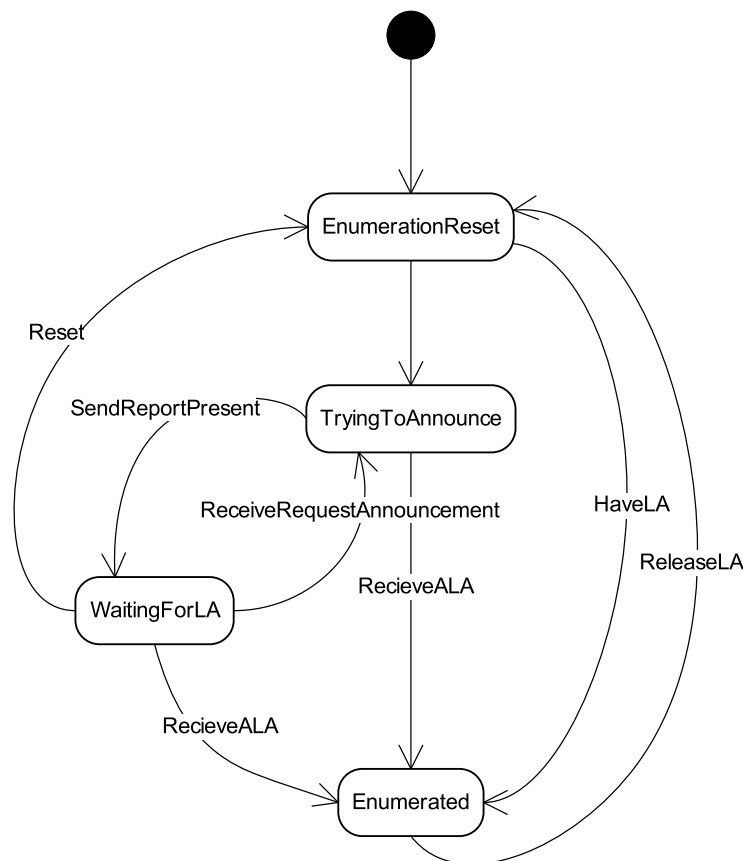 EnumerationReset
Reset
SendReportPresent
TryingToAnnounce
ReceiveRequestAnnouncement
HaveLA
ReleaseLA
RecieveALA
WaitingForLA
RecieveALA
Enumerated